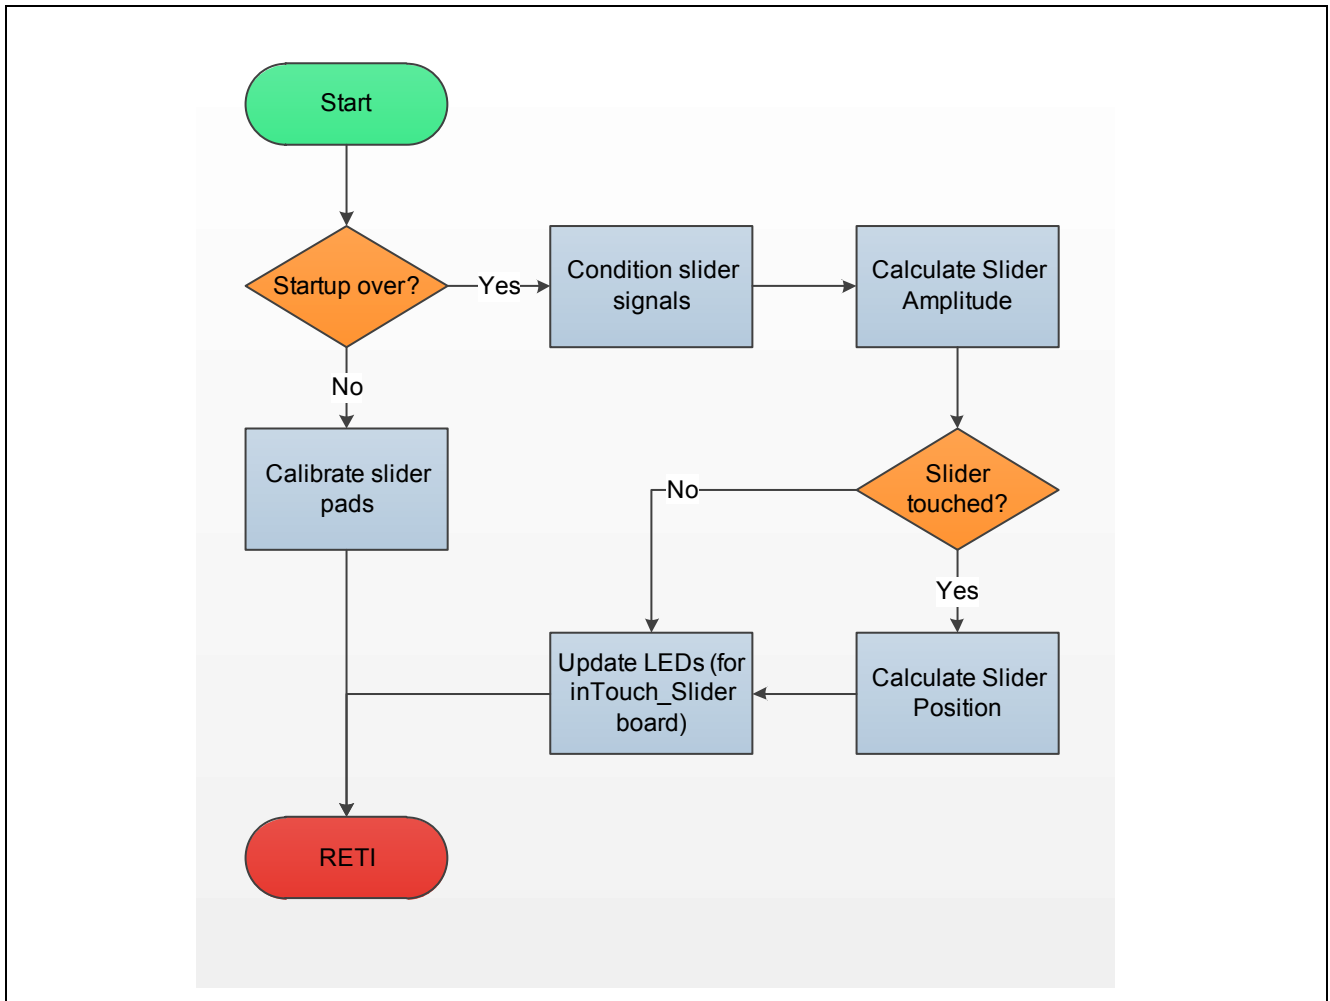 Start
Startup over?
Yes
Condition slider
signals
Calculate Slider
Amplitude
No
Calibrate slider
pads
Slider
touched?
No
Yes
Update LEDs (for
inTouch_Slider
board)
Calculate Slider
Position
RETI